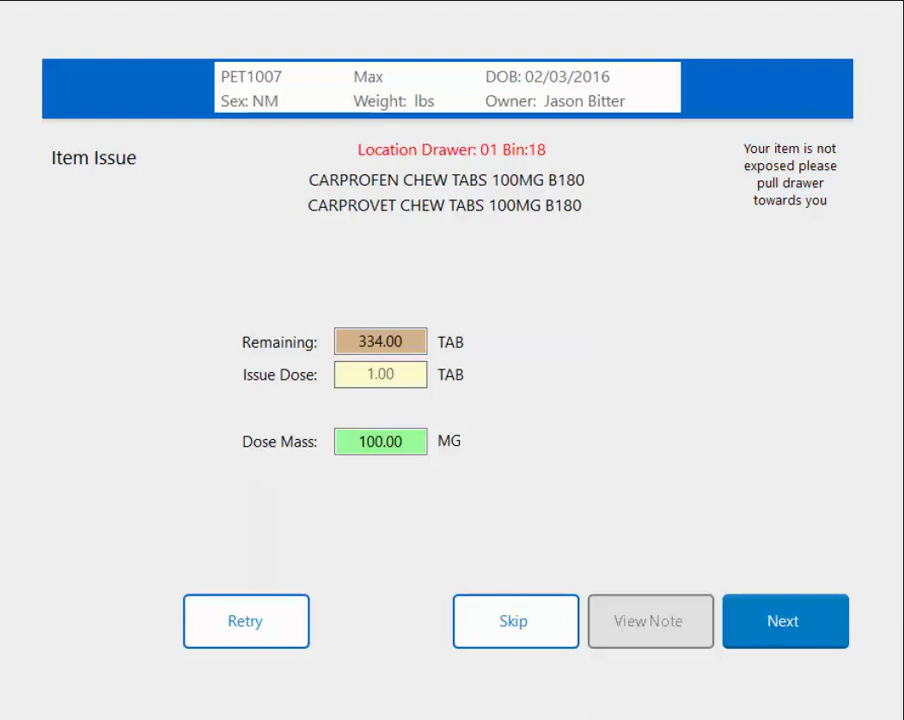 PET1007 Max DOB: 02/03/2016
Sex: NM Weight: lbs Owner: Jason Bitter
Item Issue
Location Drawer: 01 Bin:18
CARPROFEN CHEW TABS 100MG B180
CARPROVET CHEW TABS 100MG B180
Your item is not
exposed please
pull drawer
towards you
Remaining: 334.00 TAB
Issue Dose: 1.00 TAB
Dose Mass: 100.00 MG
Retry Skip View Note Next